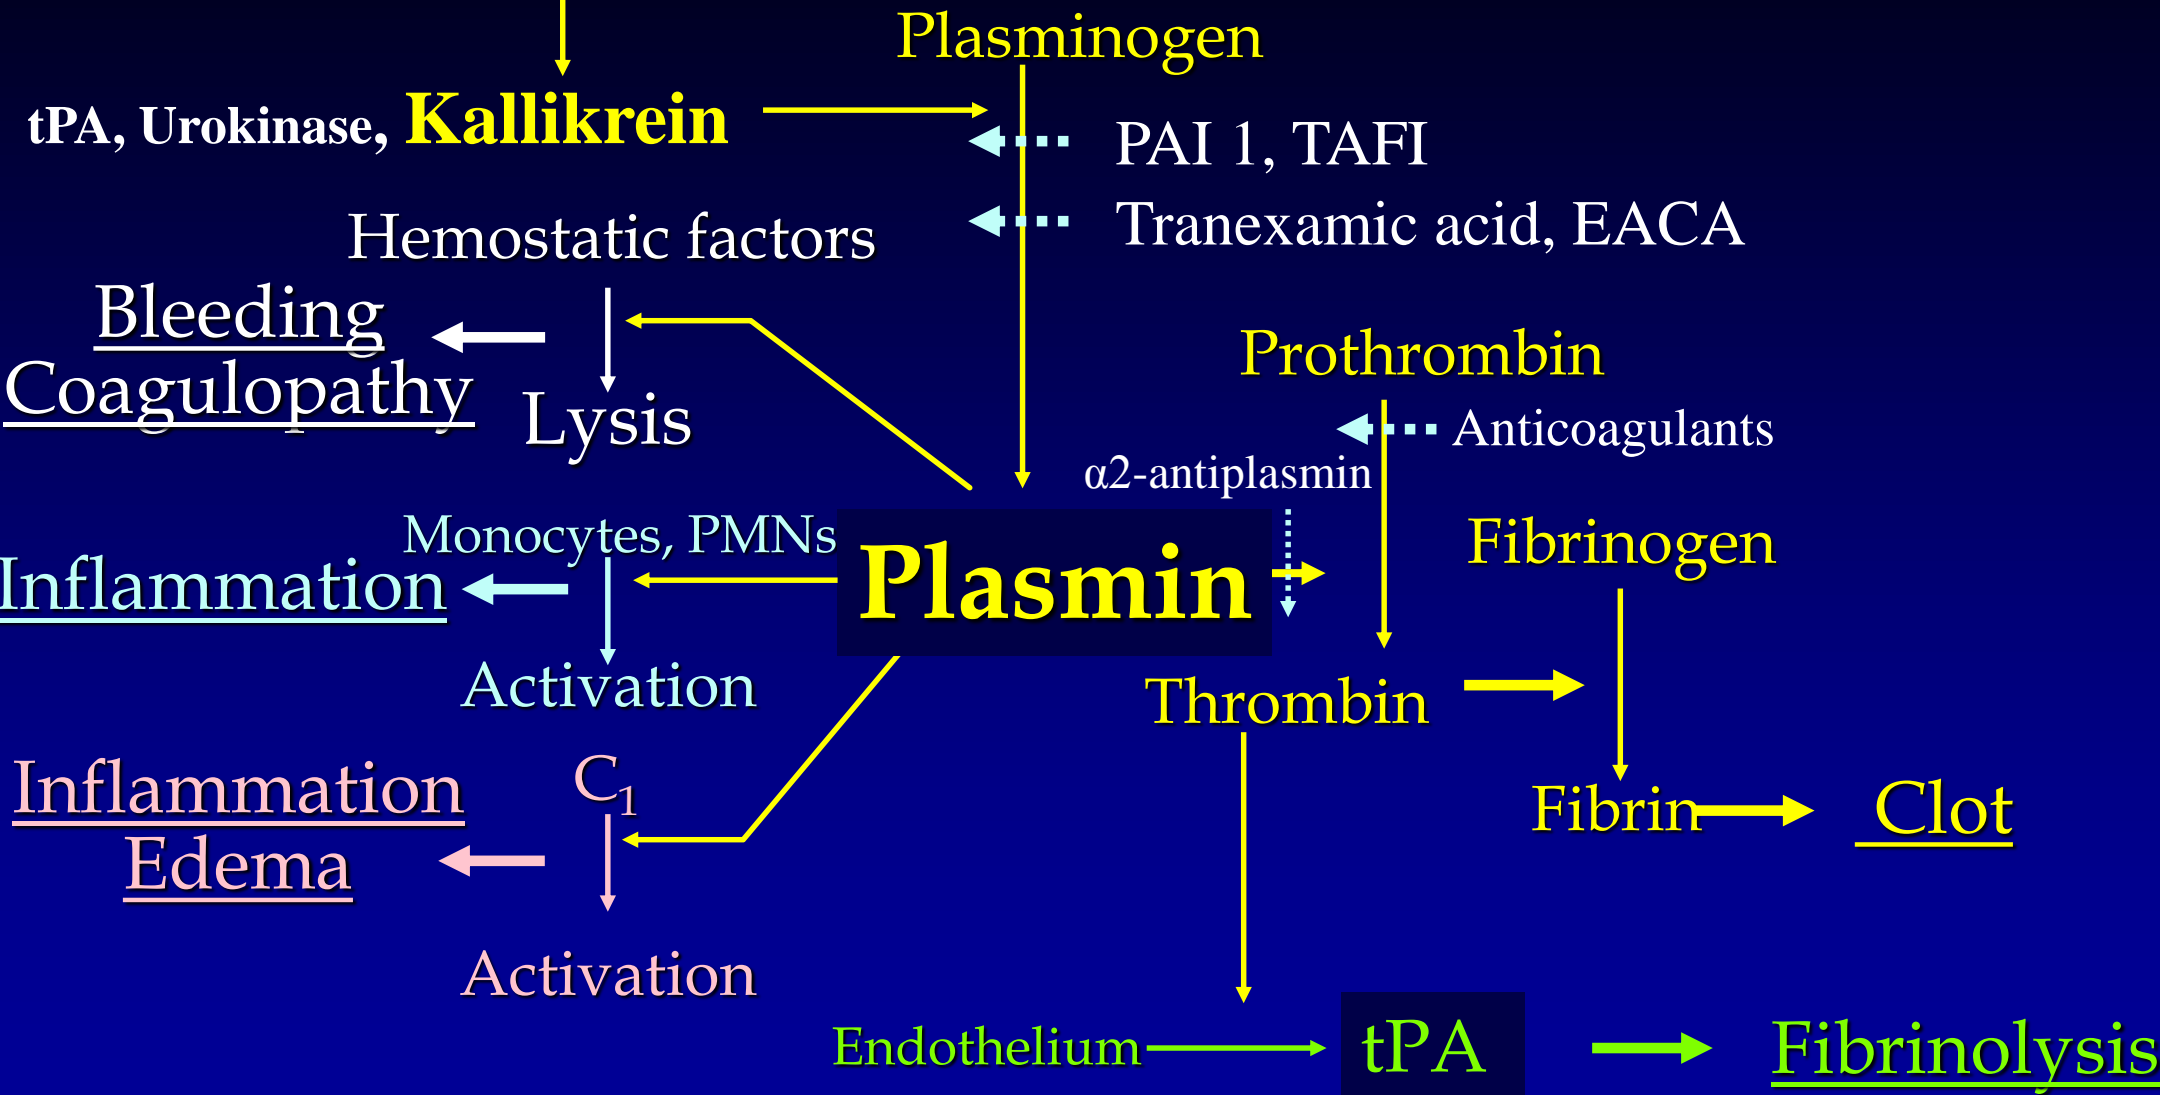 Plasminogen
tPA, Urokinase, Kallikrein
PAI 1, TAFI
Tranexamic acid, EACA
Hemostatic factors
Bleeding
Coagulopathy
Lysis
Prothrombin
Anticoagulants
α2-antiplasmin
Monocytes, PMNs
Inflammation
Plasmin
Fibrinogen
Activation
Thrombin
Inflammation
Edema
C1
Fibrin
Clot
Activation
Endothelium
tPA
Fibrinolysis